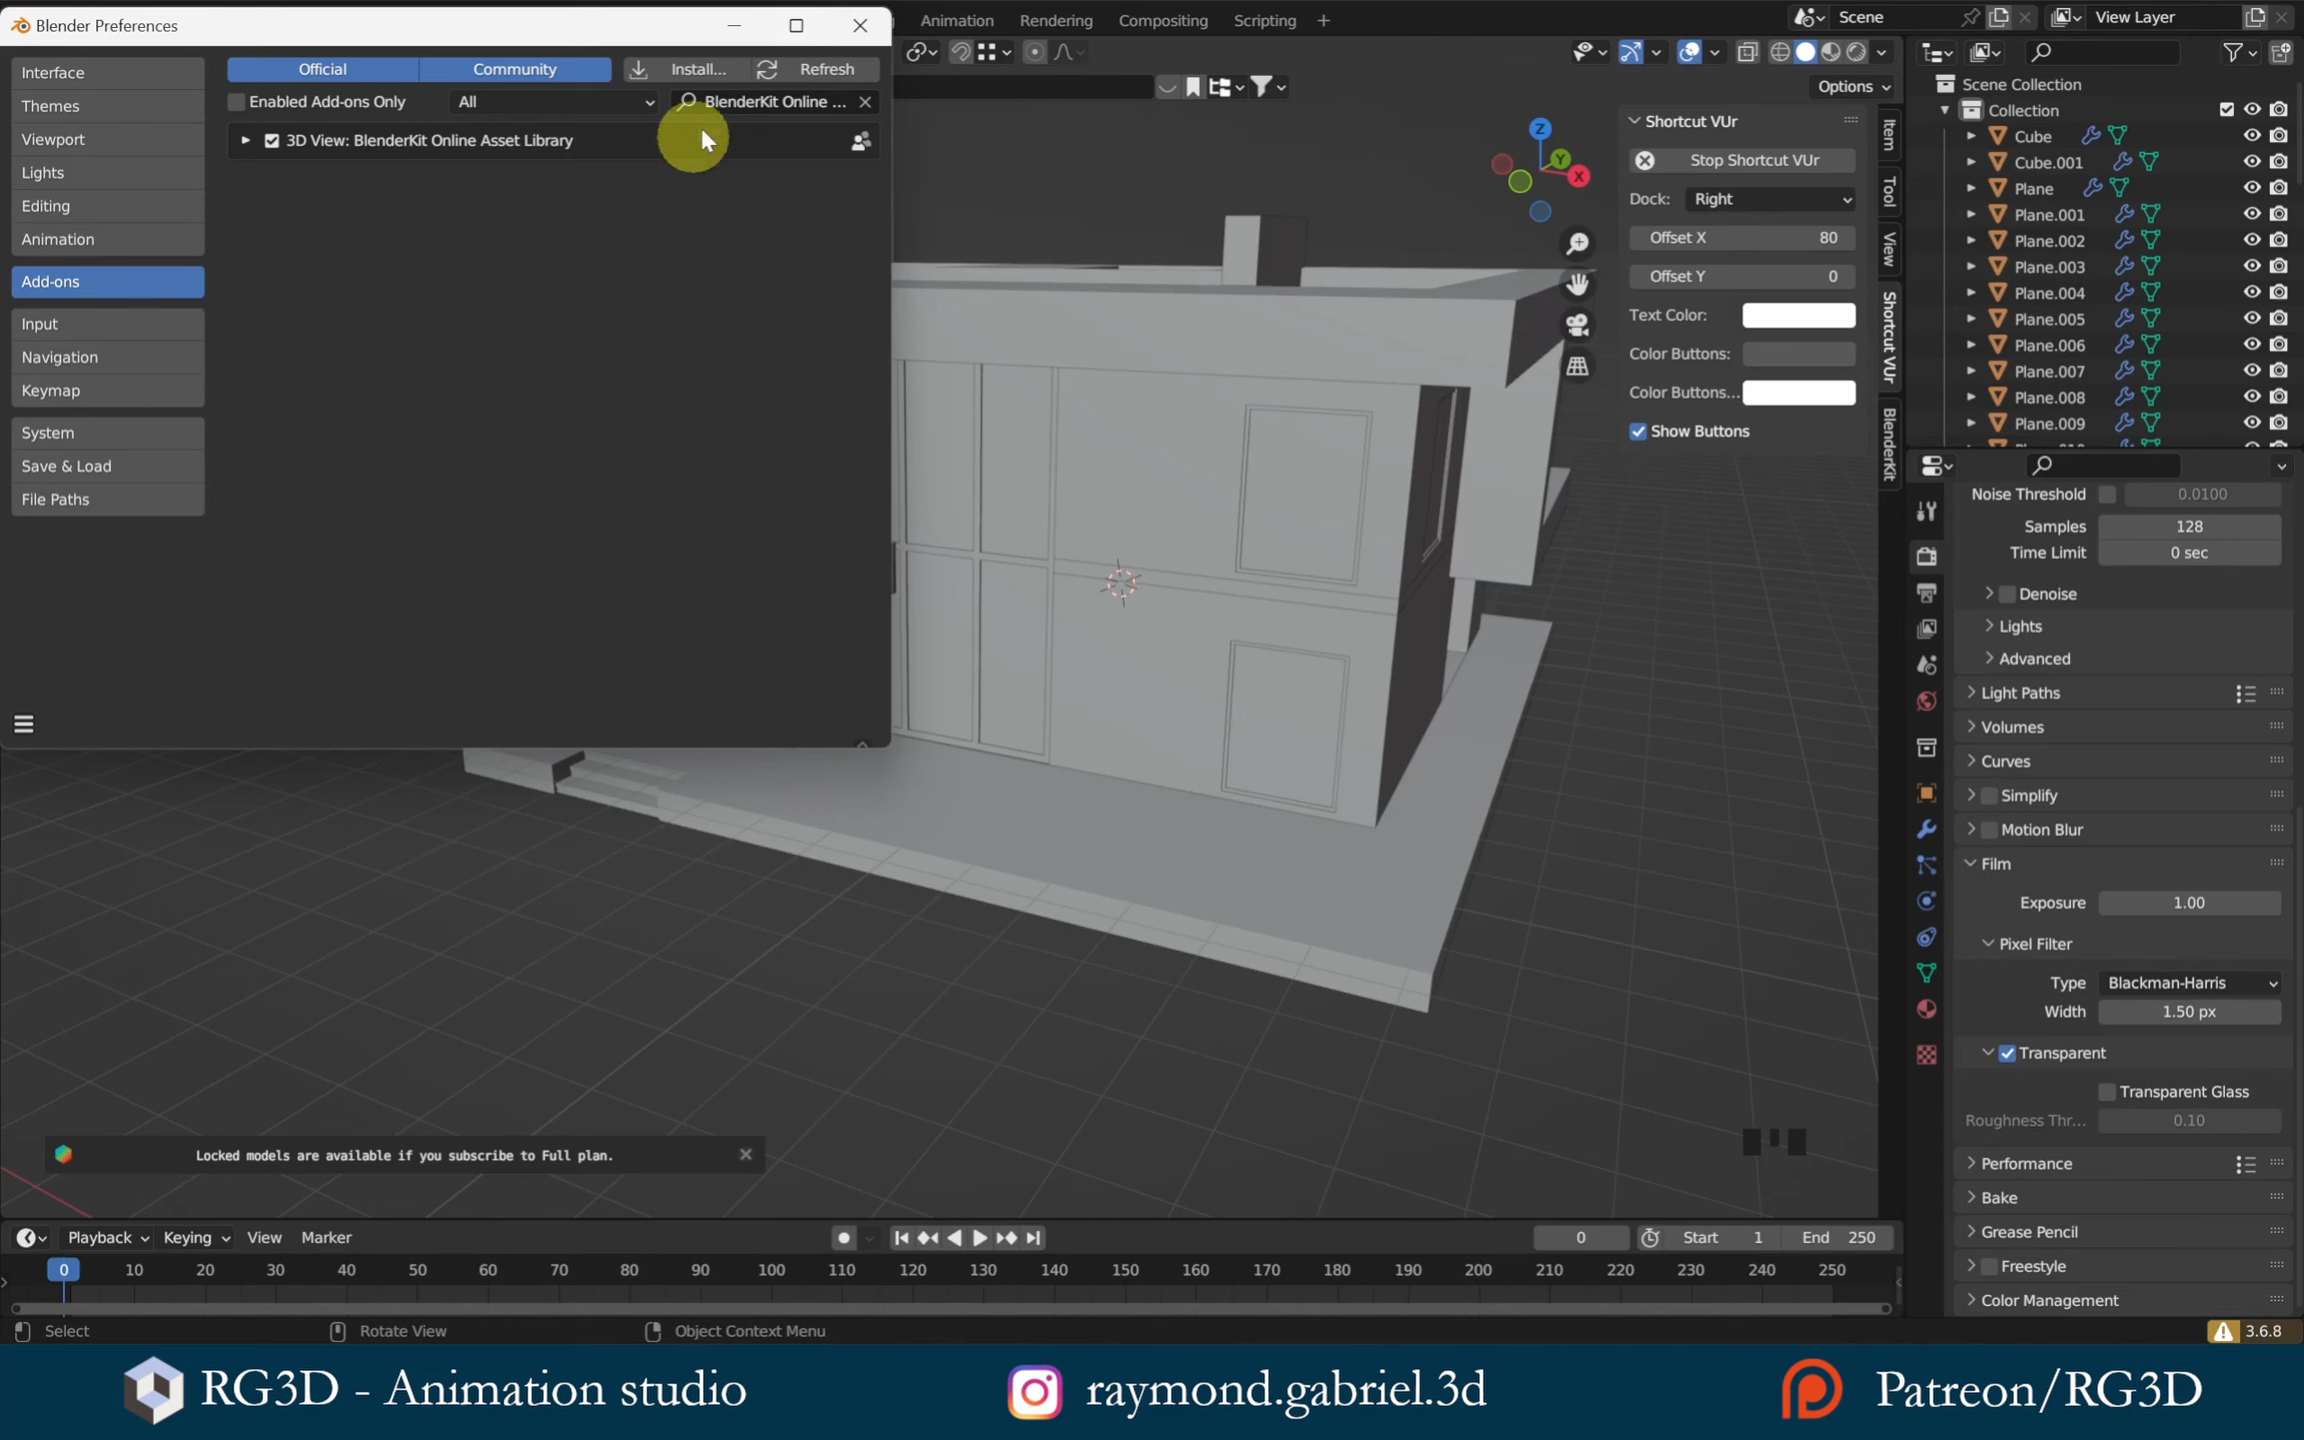 Blender Preferences
Animation Rendering Compositing Scripting +
Scene
View Layer
Interface
Themes
Viewport
Lights
Editing
Animation
Add-ons
Input
Navigation
Keymap
System
Save & Load
File Paths
Official Community Install... Refresh
Enabled Add-ons Only All BlenderKit Online ...
3D View: BlenderKit Online Asset Library
Options
Z
Y
X
Shortcut VUr
Stop Shortcut VUr
Dock: Right
Offset X 80
Offset Y 0
Text Color:
Color Buttons:
Color Buttons...
Show Buttons
Item
Tool
View
Shortcut VUr
BlenderKit
Scene Collection
Collection
Cube
Cube.001
Plane
Plane.001
Plane.002
Plane.003
Plane.004
Plane.005
Plane.006
Plane.007
Plane.008
Plane.009
Noise Threshold 0.0100
Samples 128
Time Limit 0 sec
Denoise
Lights
Advanced
Light Paths
Volumes
Curves
Simplify
Motion Blur
Film
Exposure 1.00
Pixel Filter
Type Blackman-Harris
Width 1.50 px
Transparent
Transparent Glass
Roughness Thr... 0.10
Performance
Bake
Grease Pencil
Freestyle
Color Management
Locked models are available if you subscribe to Full plan.
Playback Keying View Marker
0 Start 1 End 250
0 10 20 30 40 50 60 70 80 90 100 110 120 130 140 150 160 170 180 190 200 210 220 230 240 250
Select Rotate View Object Context Menu
3.6.8
RG3D - Animation studio raymond.gabriel.3d Patreon/RG3D